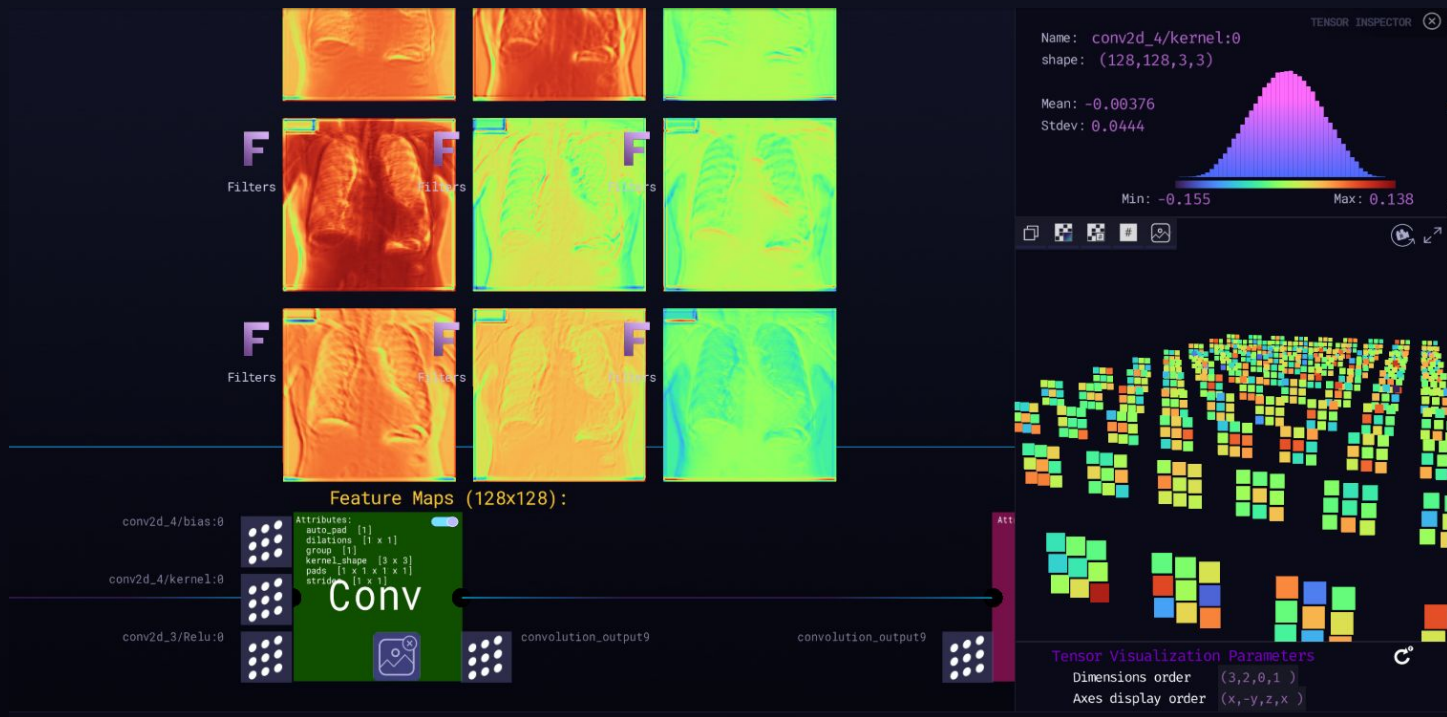 F
Filters
F
Filters
F
Filters
F
Filters
F
Filters
F
Filters
Feature Maps (128x128):
conv2d_4/bias:0
conv2d_4/kernel:0
conv2d_3/Relu:0
Attributes:
auto_pad [1]
dilations [1 x 1]
group [1]
kernel_shape [3 x 3]
pads [1 x 1 x 1 x 1]
strides [1 x 1]
Conv
convolution_output9
convolution_output9
Att
TENSOR INSPECTOR
Name: conv2d_4/kernel:0
shape: (128,128,3,3)
Mean: -0.00376
Stdev: 0.0444
Min: -0.155 Max: 0.138
#
Tensor Visualization Parameters
Dimensions order (3,2,0,1 )
Axes display order (x,-y,z,x )